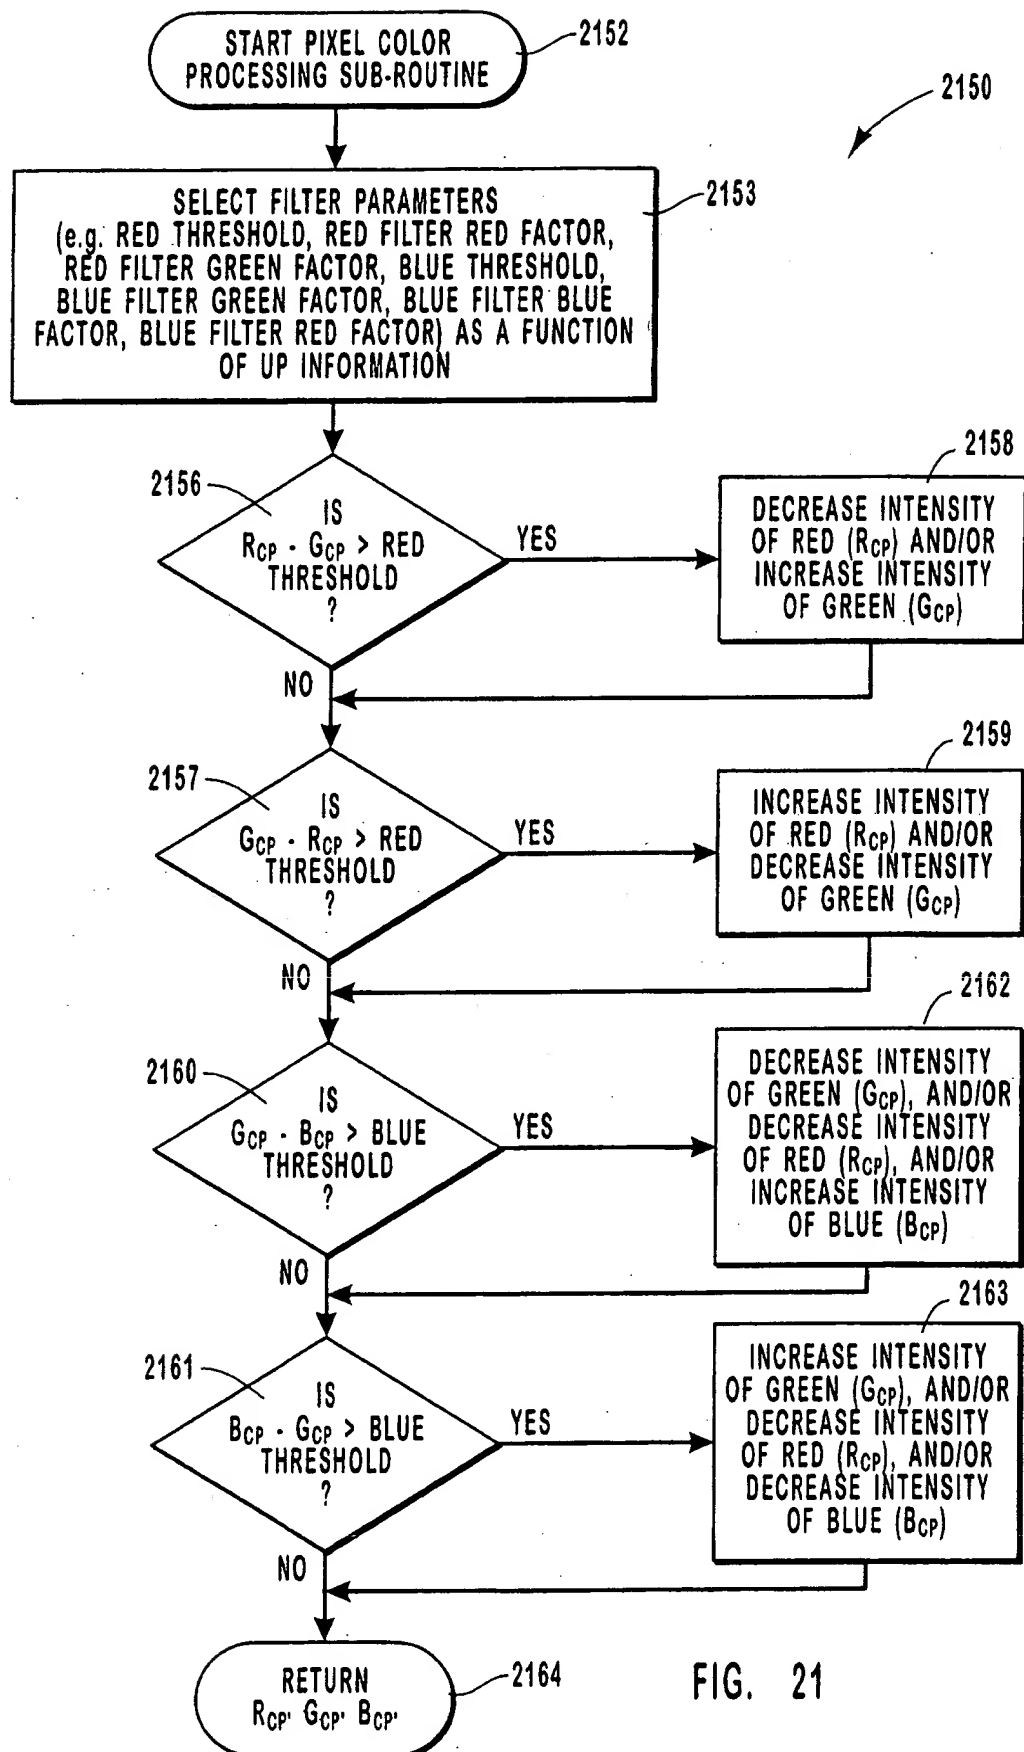 START PIXEL COLOR
PROCESSING SUB-ROUTINE
2152
2150
SELECT FILTER PARAMETERS
(e.g. RED THRESHOLD, RED FILTER RED FACTOR,
RED FILTER GREEN FACTOR, BLUE THRESHOLD,
BLUE FILTER GREEN FACTOR, BLUE FILTER BLUE
FACTOR, BLUE FILTER RED FACTOR) AS A FUNCTION
OF UP INFORMATION
2153
2156
IS
RCP - GCP > RED
THRESHOLD
?
YES
NO
2158
DECREASE INTENSITY
OF RED (RCP) AND/OR
INCREASE INTENSITY
OF GREEN (GCP)
2157
IS
GCP - RCP > RED
THRESHOLD
?
YES
NO
2159
INCREASE INTENSITY
OF RED (RCP) AND/OR
DECREASE INTENSITY
OF GREEN (GCP)
2160
IS
GCP - BCP > BLUE
THRESHOLD
?
YES
NO
2162
DECREASE INTENSITY
OF GREEN (GCP), AND/OR
DECREASE INTENSITY
OF RED (RCP), AND/OR
INCREASE INTENSITY
OF BLUE (BCP)
2161
IS
BCP - GCP > BLUE
THRESHOLD
?
YES
NO
2163
INCREASE INTENSITY
OF GREEN (GCP), AND/OR
DECREASE INTENSITY
OF RED (RCP), AND/OR
DECREASE INTENSITY
OF BLUE (BCP)
RETURN
RCP' GCP' BCP'
2164
FIG. 21